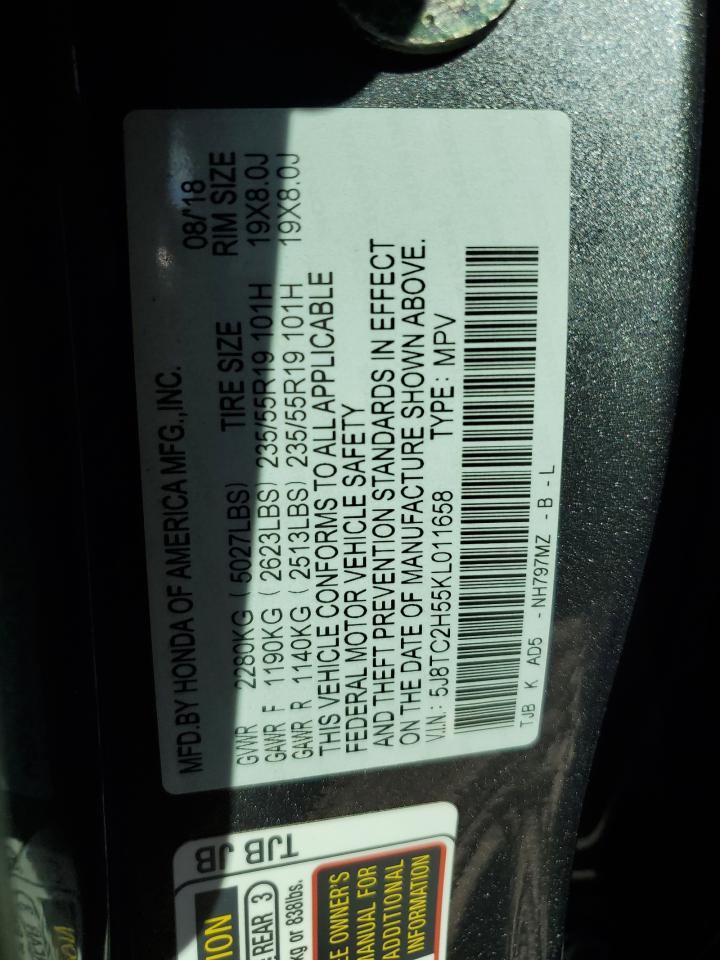 MFD.BY HONDA OF AMERICA MFG.,INC. 08/'18
GVWR 2280KG ( 5027LBS) TIRE SIZE RIM SIZE
GAWR F 1190KG ( 2623LBS) 235/55R19 101H 19X8.0J
GAWR R 1140KG ( 2513LBS) 235/55R19 101H 19X8.0J
THIS VEHICLE CONFORMS TO ALL APPLICABLE
FEDERAL MOTOR VEHICLE SAFETY
AND THEFT PREVENTION STANDARDS IN EFFECT
ON THE DATE OF MANUFACTURE SHOWN ABOVE.
V.I.N.: 5J8TC2H55KL011658 TYPE: MPV
TJB K AD5 - NH797MZ - B - L
TJB JB
TJB JB
REAR 3
kg or 838lbs.
OWNER'S
MANUAL FOR
ADDITIONAL
INFORMATION